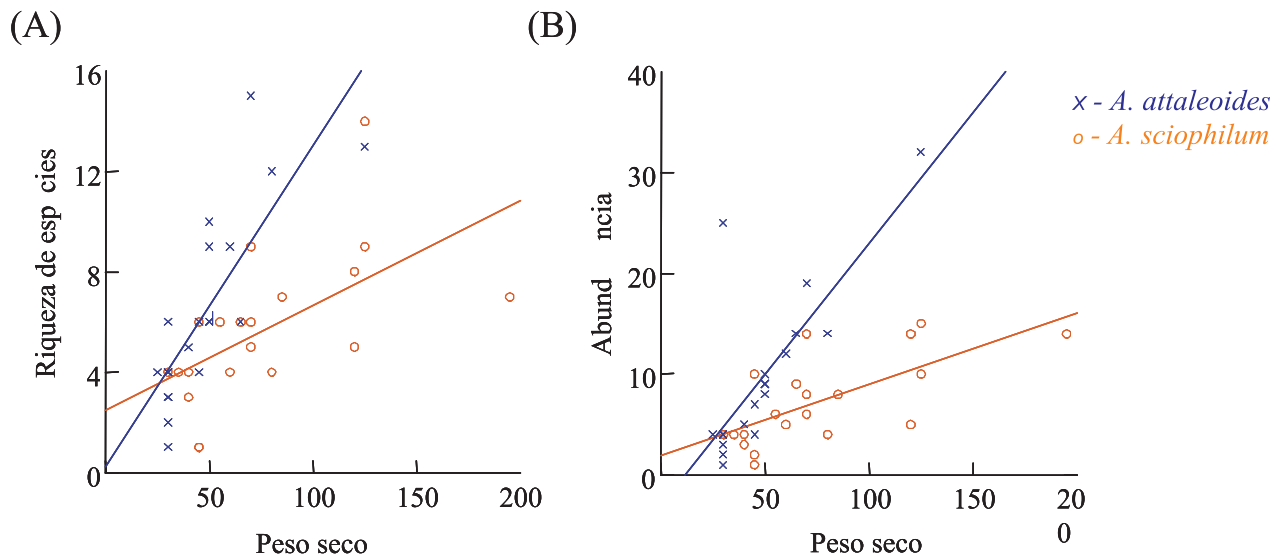 (A)
(B)
16
12
8
4
0
50
100
150
200
Riqueza de esp cies
Peso seco
40
30
20
10
0
50
100
150
20
0
Abund ncia
Peso seco
x - A. attaleoides
o - A. sciophilum